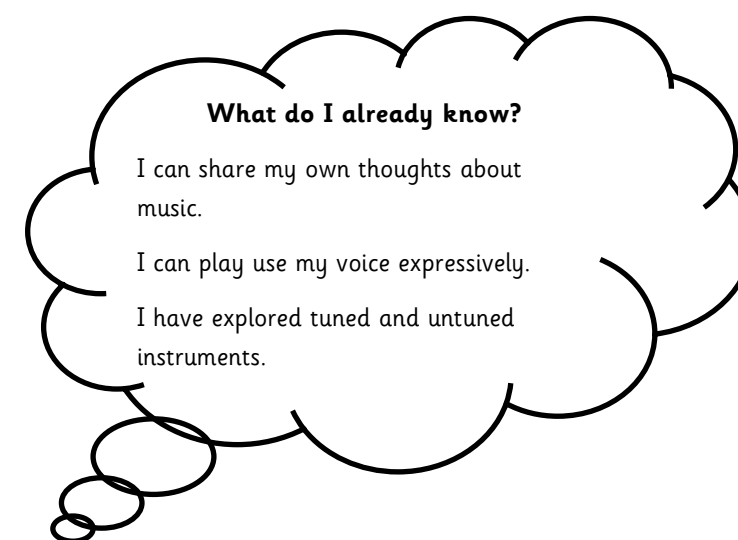 What do I already know?
I can share my own thoughts about
music.
I can play use my voice expressively.
I have explored tuned and untuned
instruments.